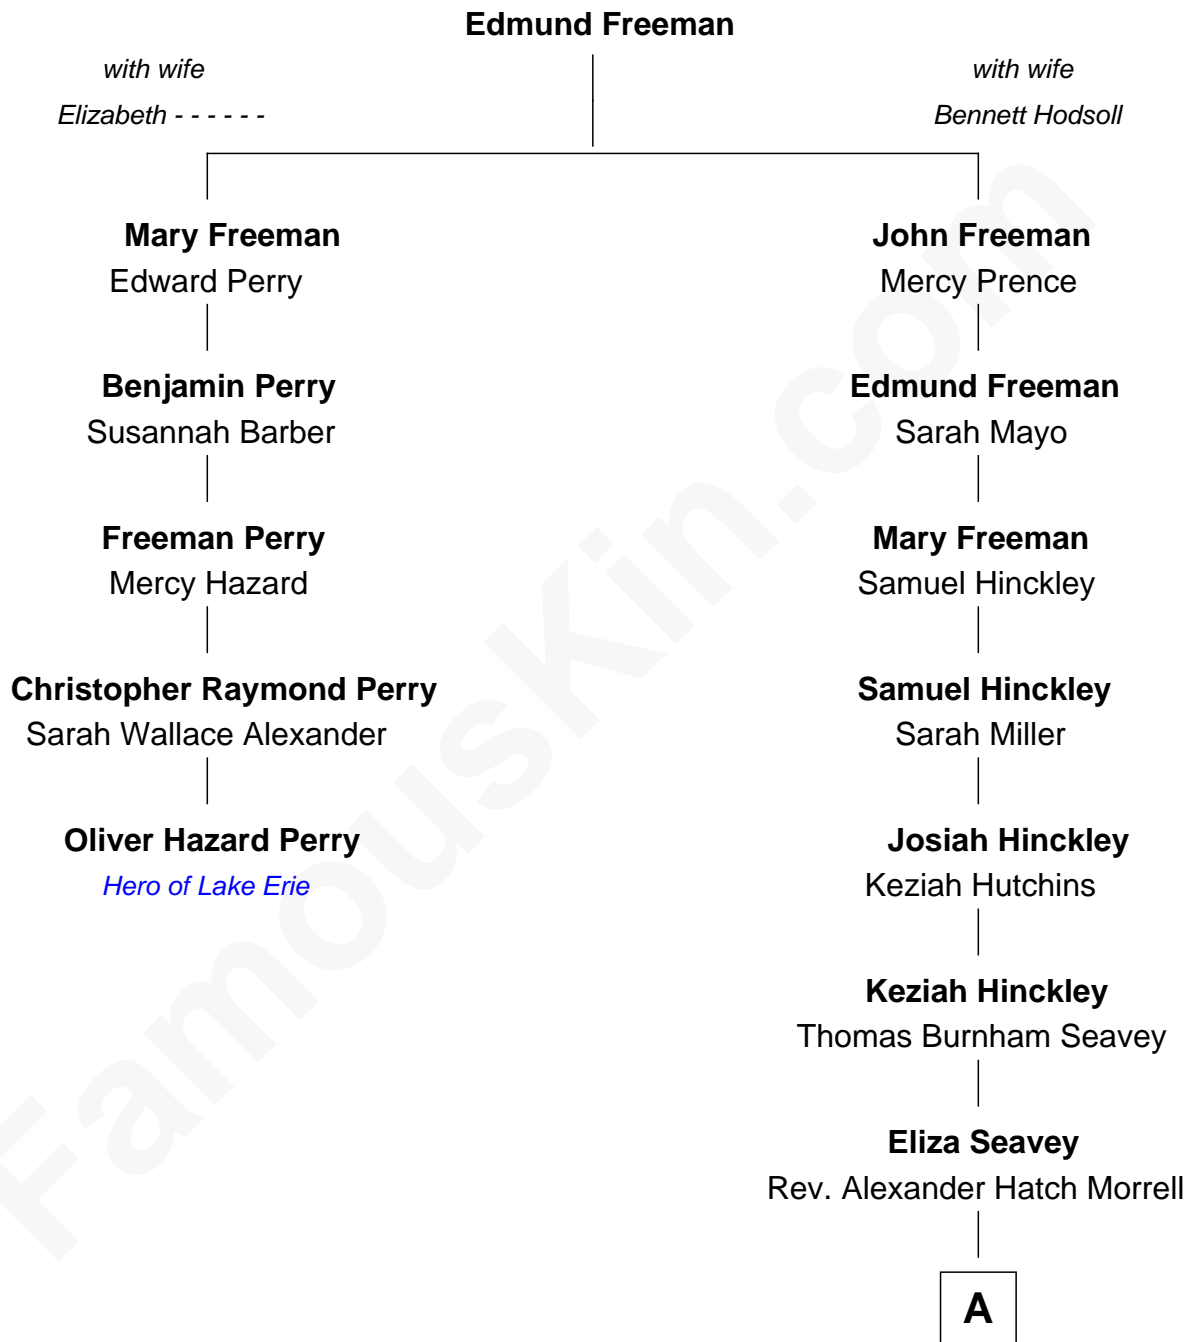 Edmund Freeman
with wife
Elizabeth - - - - - -
with wife
Bennett Hodsoll
Mary Freeman
Edward Perry
John Freeman
Mercy Prence
Benjamin Perry
Susannah Barber
Edmund Freeman
Sarah Mayo
Freeman Perry
Mercy Hazard
Mary Freeman
Samuel Hinckley
Christopher Raymond Perry
Sarah Wallace Alexander
Samuel Hinckley
Sarah Miller
Oliver Hazard Perry
Hero of Lake Erie
Josiah Hinckley
Keziah Hutchins
Keziah Hinckley
Thomas Burnham Seavey
Eliza Seavey
Rev. Alexander Hatch Morrell
A
FamousKin.com